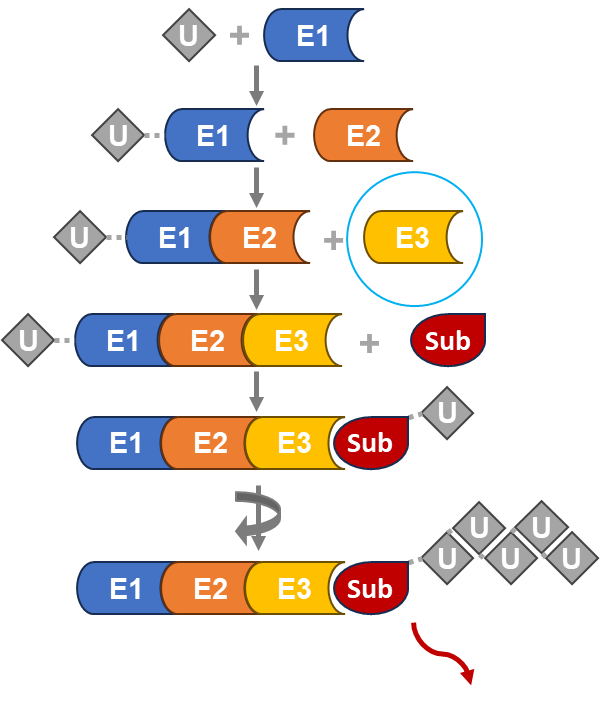 U + E1
U E1 + E2
U E1 E2 + E3
U E1 E2 E3 + Sub
E1 E2 E3 Sub U
E1 E2 E3 Sub U U U U U